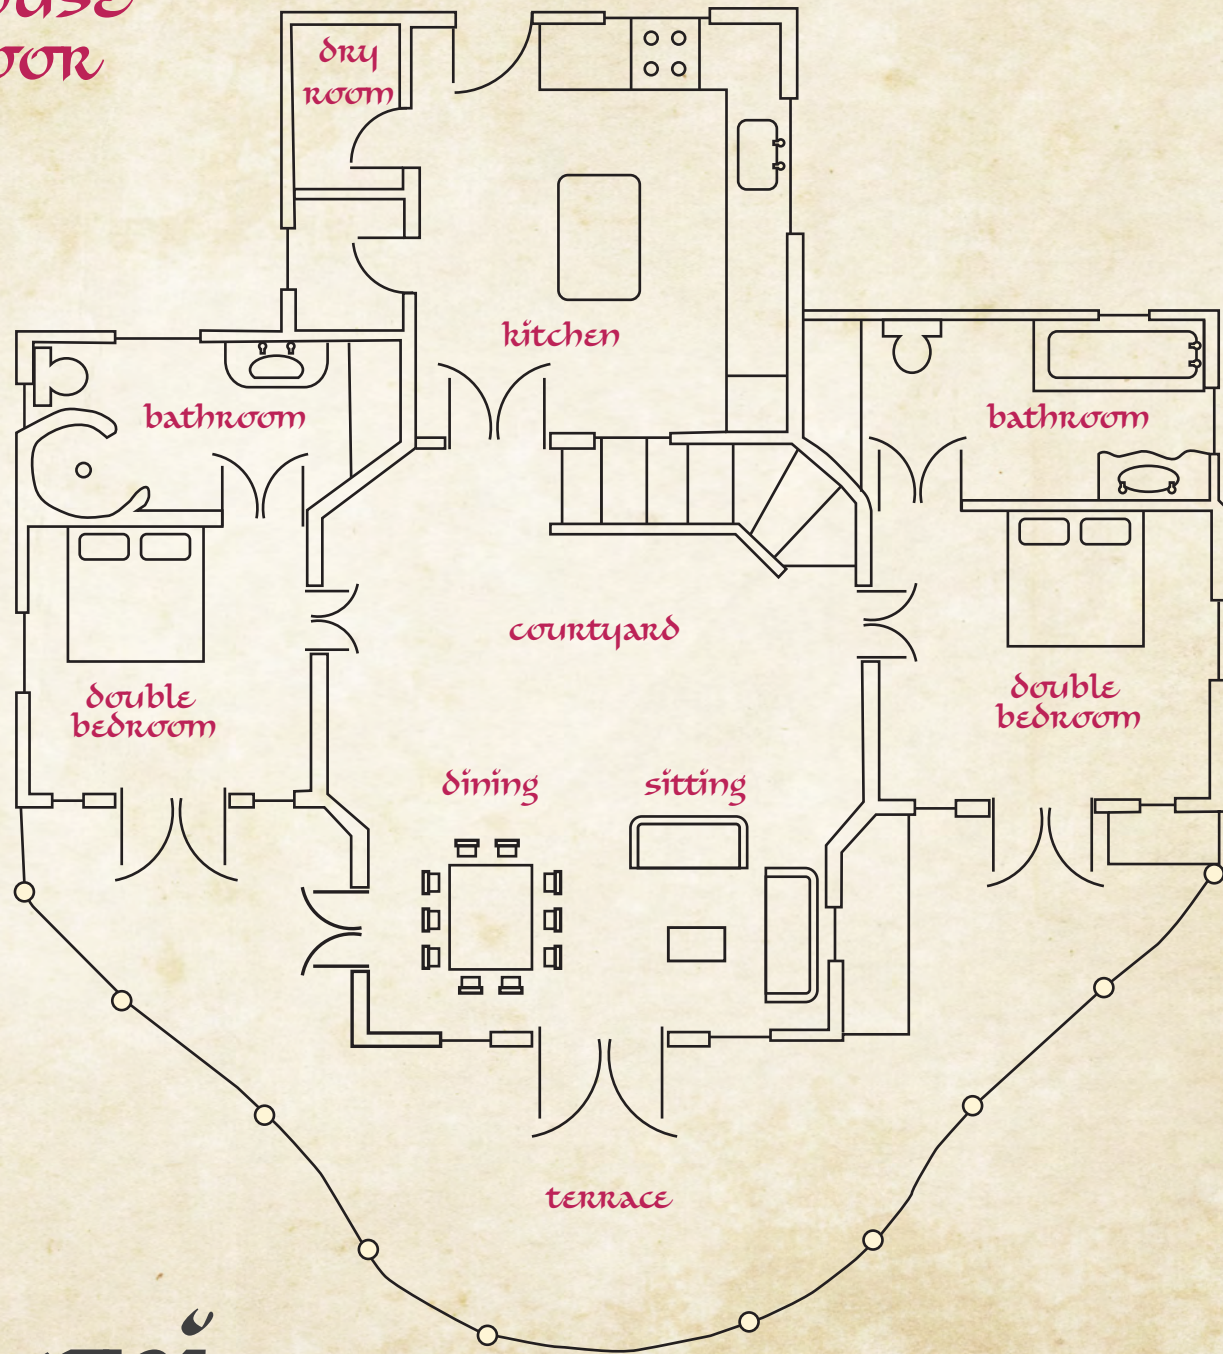 dry
room
kitchen
bathroom
bathroom
courtyard
double
bedroom
double
bedroom
dining
sitting
terrace